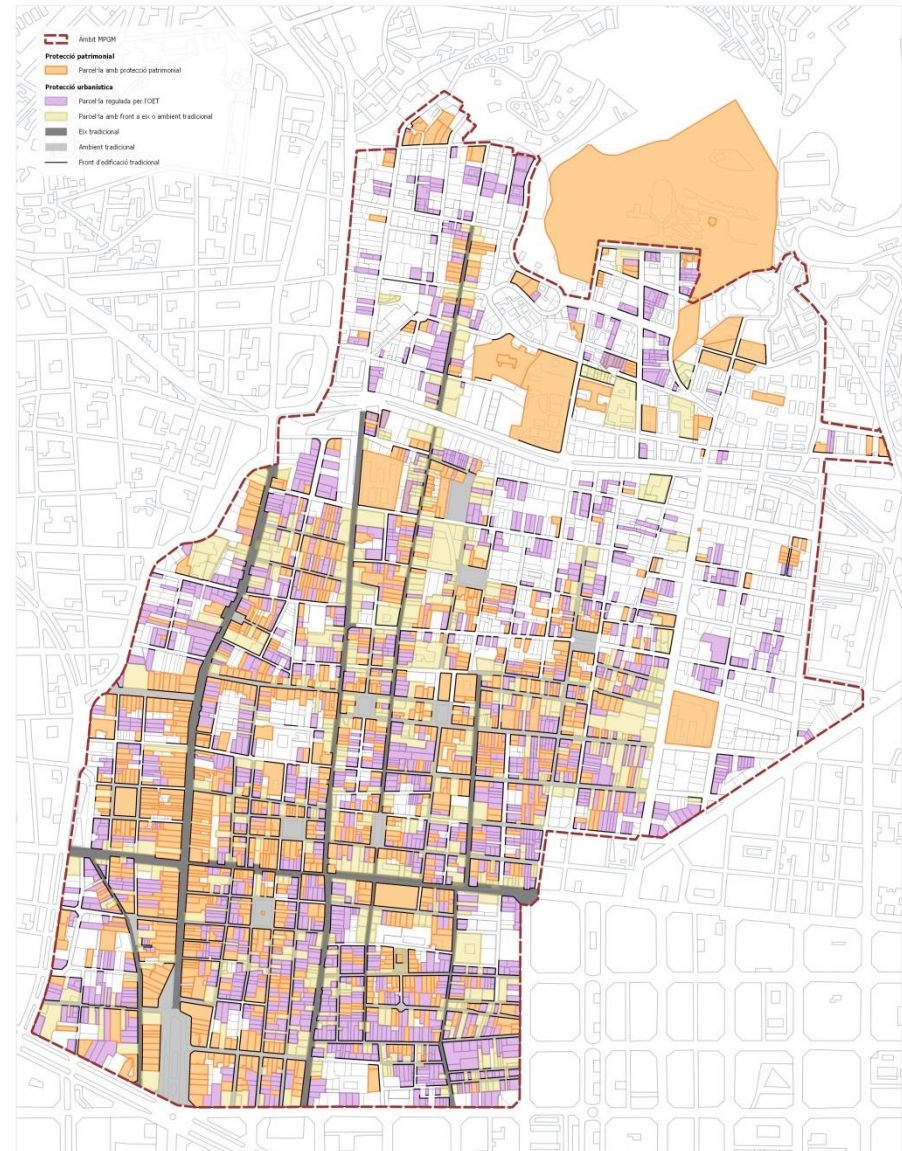 Àmbit MPGM
Protecció patrimonial
Parcel·la amb protecció patrimonial
Protecció urbanística
Parcel·la regulada per l'OET
Parcel·la amb front a eix o ambient tradicional
Eix tradicional
Ambient tradicional
Front d'edificació tradicional